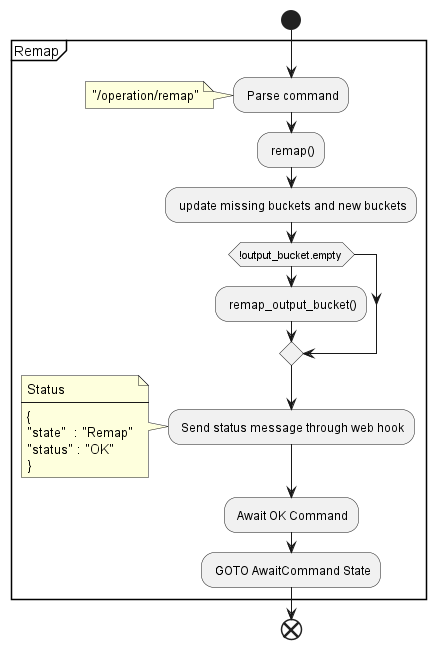 Remap
"/operation/remap"
Parse command
remap()
update missing buckets and new buckets
!output_bucket.empty
remap_output_bucket()
Status
{
"state" : "Remap"
"status" : "OK"
}
Send status message through web hook
Await OK Command
GOTO AwaitCommand State